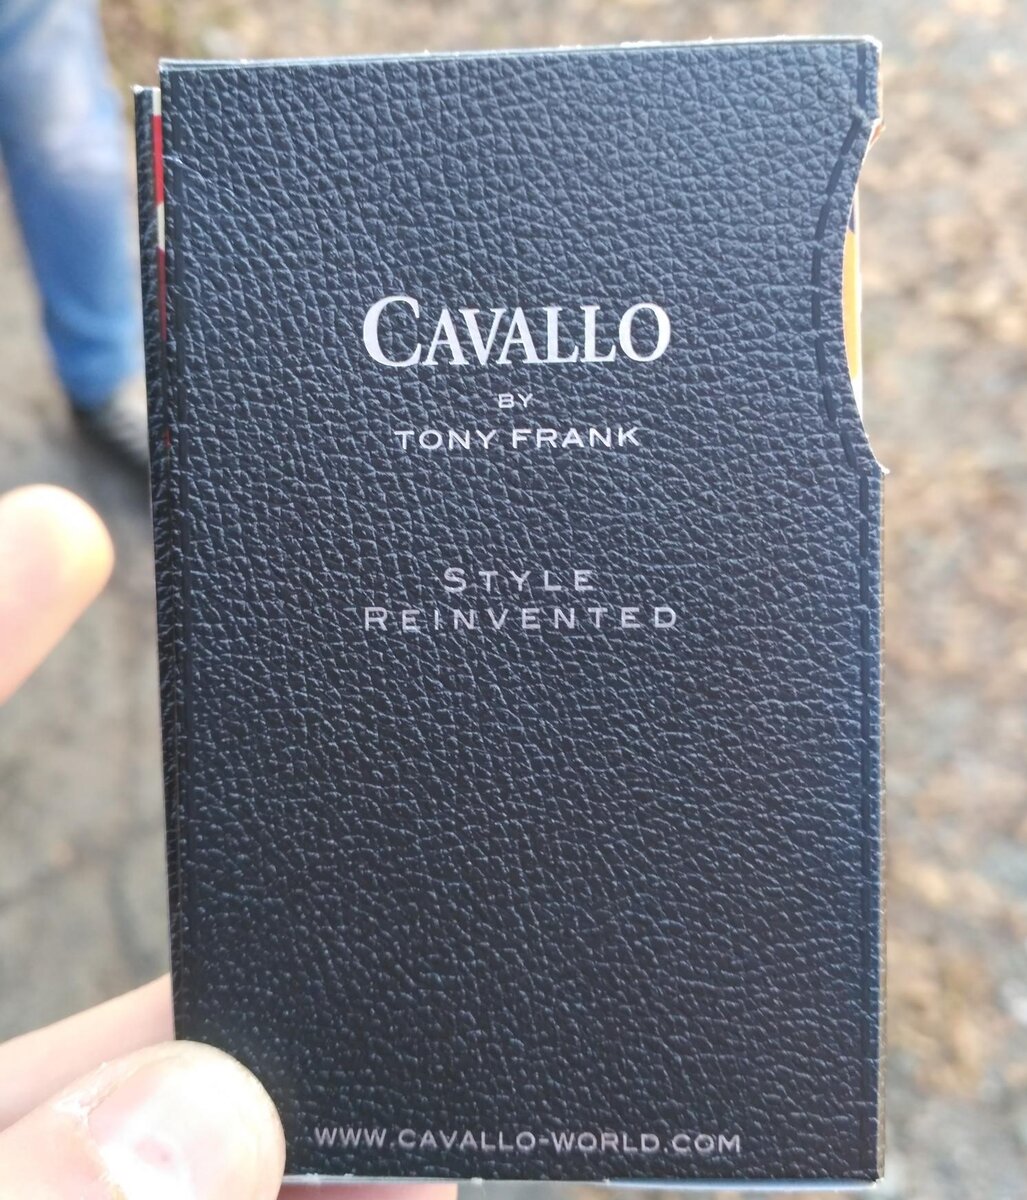 CAVALLO
BY
TONY FRANK
STYLE
REINVENTED
WWW.CAVALLO-WORLD.COM